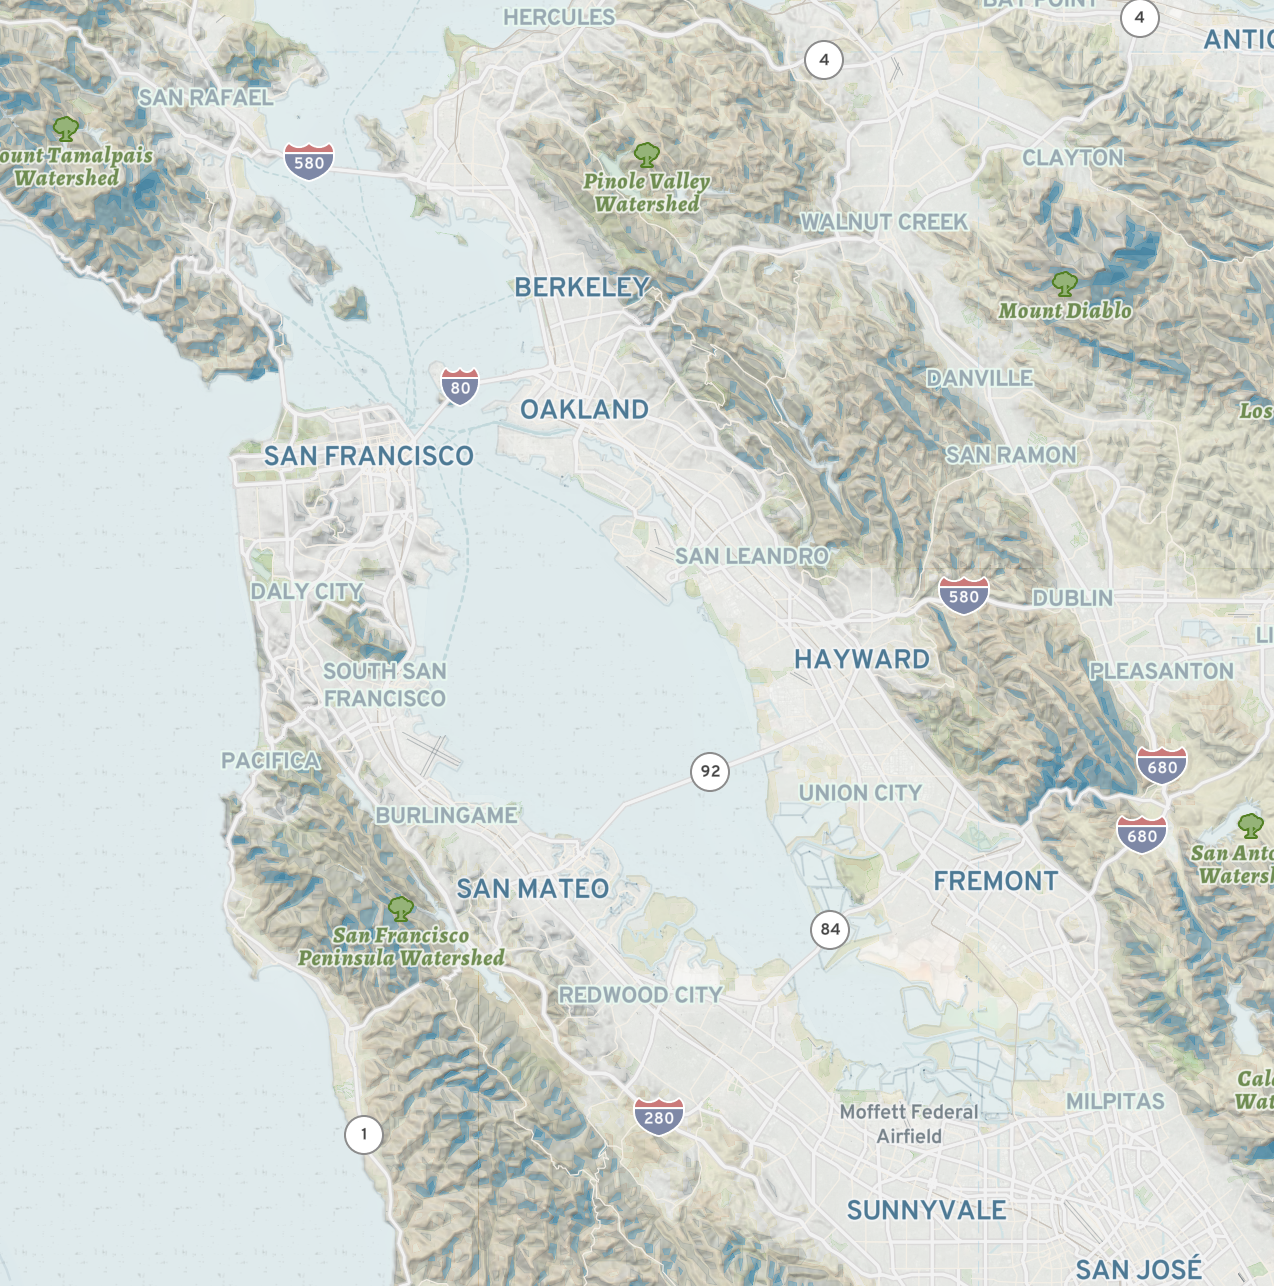 HERCULES
BAY POINT
4
ANTIC
4
SAN RAFAEL
580
ount Tamalpais
Watershed
Pinole Valley
Watershed
CLAYTON
WALNUT CREEK
BERKELEY
Mount Diablo
80
DANVILLE
OAKLAND
Los
SAN FRANCISCO
SAN RAMON
SAN LEANDRO
DALY CITY
580
DUBLIN
LI
HAYWARD
SOUTH SAN
FRANCISCO
PLEASANTON
PACIFICA
92
680
UNION CITY
BURLINGAME
680
San Anto
Watersh
SAN MATEO
FREMONT
San Francisco
Peninsula Watershed
84
REDWOOD CITY
Cala
Wat
280
Moffett Federal
Airfield
MILPITAS
1
SUNNYVALE
SAN JOSÉ